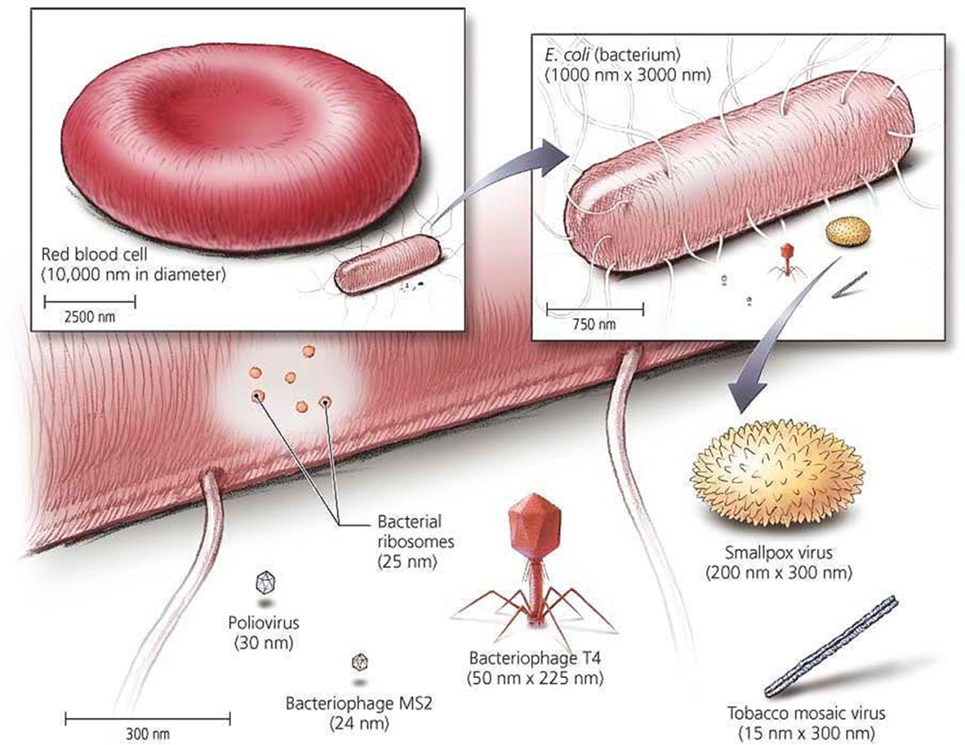 Red blood cell
(10,000 nm in diameter)
2500 nm
E. coli (bacterium)
(1000 nm x 3000 nm)
750 nm
Bacterial
ribosomes
(25 nm)
Smallpox virus
(200 nm x 300 nm)
Poliovirus
(30 nm)
Bacteriophage T4
(50 nm x 225 nm)
Bacteriophage MS2
(24 nm)
Tobacco mosaic virus
(15 nm x 300 nm)
300 nm